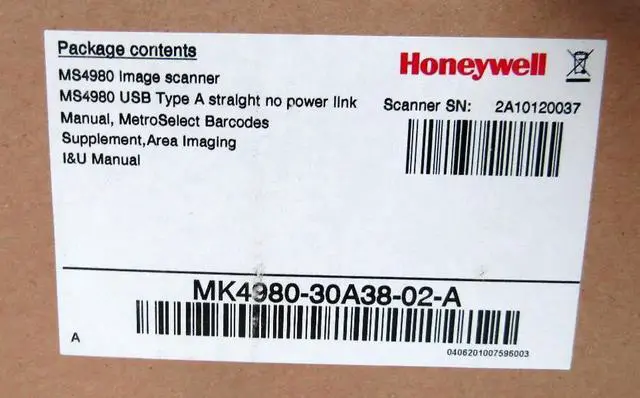 Package contents
MS4980 Image scanner
MS4980 USB Type A straight no power link
Manual, MetroSelect Barcodes
Supplement,Area Imaging
I&U Manual
Honeywell
Scanner SN: 2A10120037
MK4980-30A38-02-A
A
0406201007596003